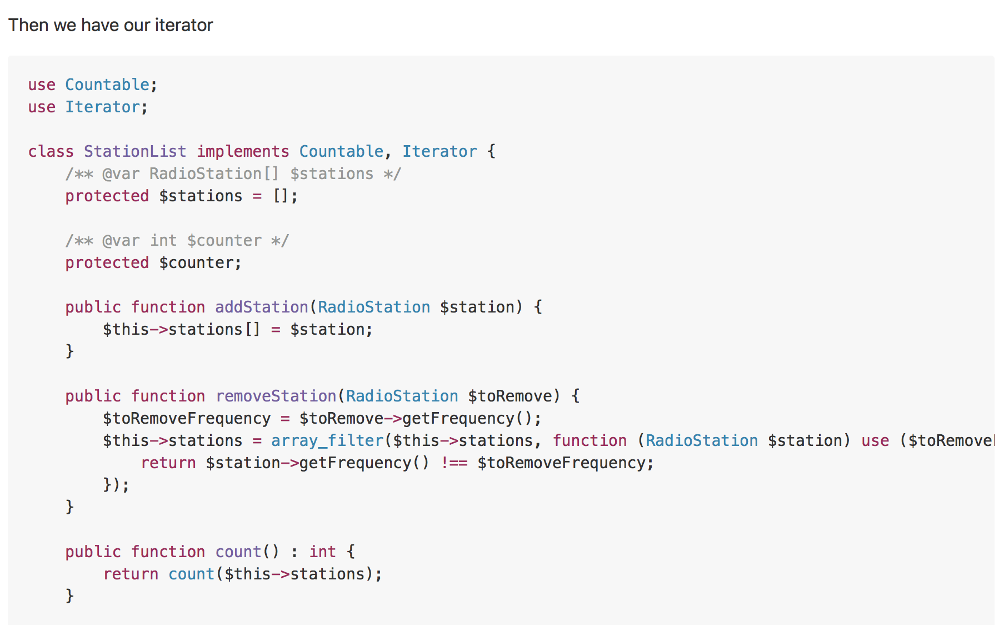 Then we have our iterator
use Countable;
use Iterator;
class StationList implements Countable, Iterator {
/** @var RadioStation[] $stations */
protected $stations = [];
/** @var int $counter */
protected $counter;
public function addStation(RadioStation $station) {
$this->stations[] = $station;
}
public function removeStation(RadioStation $toRemove) {
$toRemoveFrequency = $toRemove->getFrequency();
$this->stations = array_filter($this->stations, function (RadioStation $station) use ($toRemove
return $station->getFrequency() !== $toRemoveFrequency;
});
}
public function count() : int {
return count($this->stations);
}